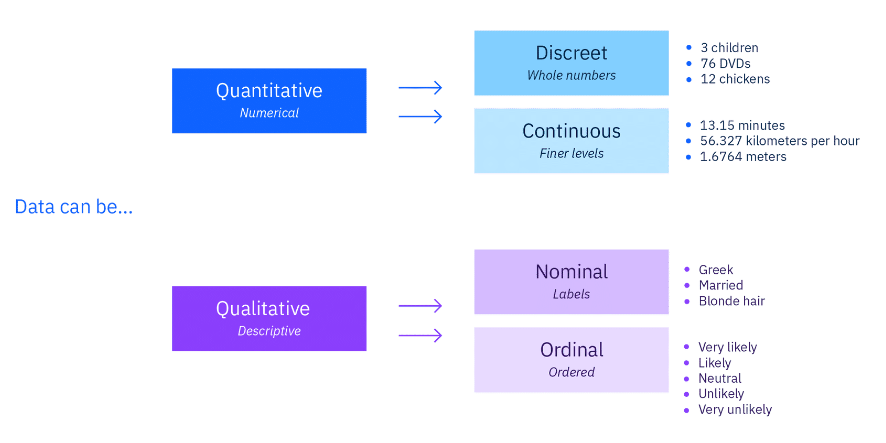 Data can be...
Quantitative
Numerical
Discreet
Whole numbers
3 children
76 DVDs
12 chickens
Continuous
Finer levels
13.15 minutes
56.327 kilometers per hour
1.6764 meters
Qualitative
Descriptive
Nominal
Labels
Greek
Married
Blonde hair
Ordinal
Ordered
Very likely
Likely
Neutral
Unlikely
Very unlikely